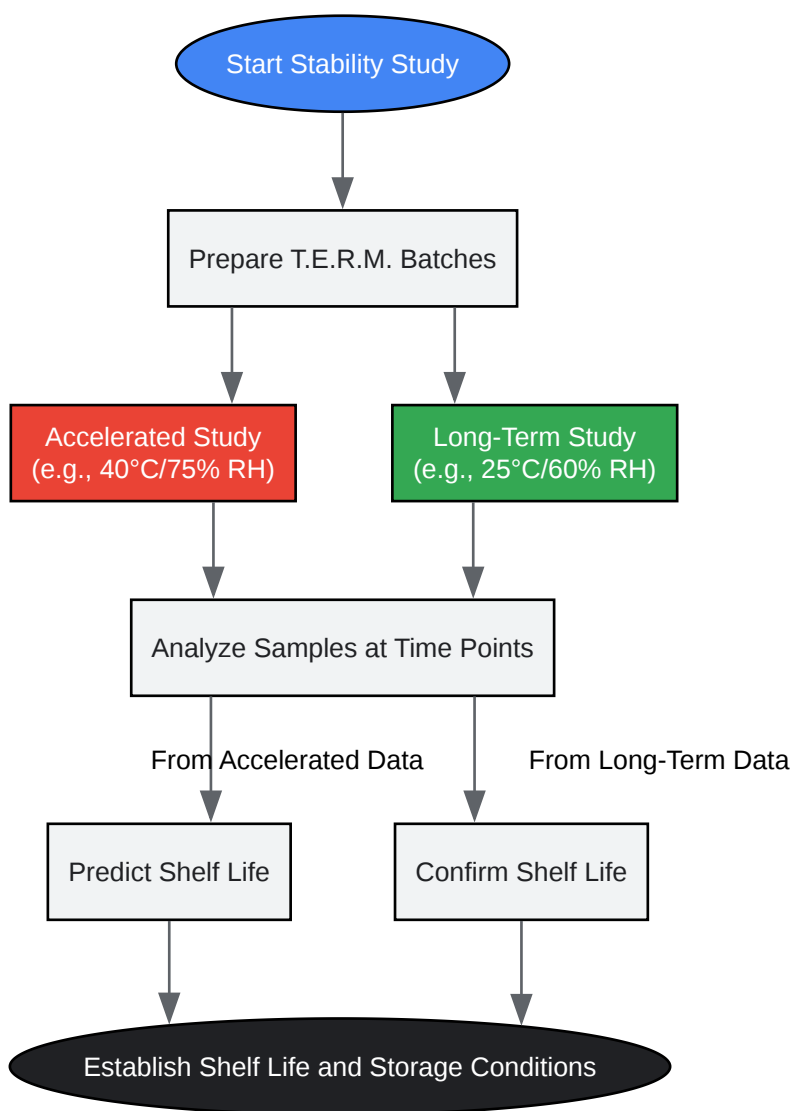 Start Stability Study
Prepare T.E.R.M. Batches
Accelerated Study
(e.g., 40°C/75% RH)
Long-Term Study
(e.g., 25°C/60% RH)
Analyze Samples at Time Points
From Accelerated Data
From Long-Term Data
Predict Shelf Life
Confirm Shelf Life
Establish Shelf Life and Storage Conditions